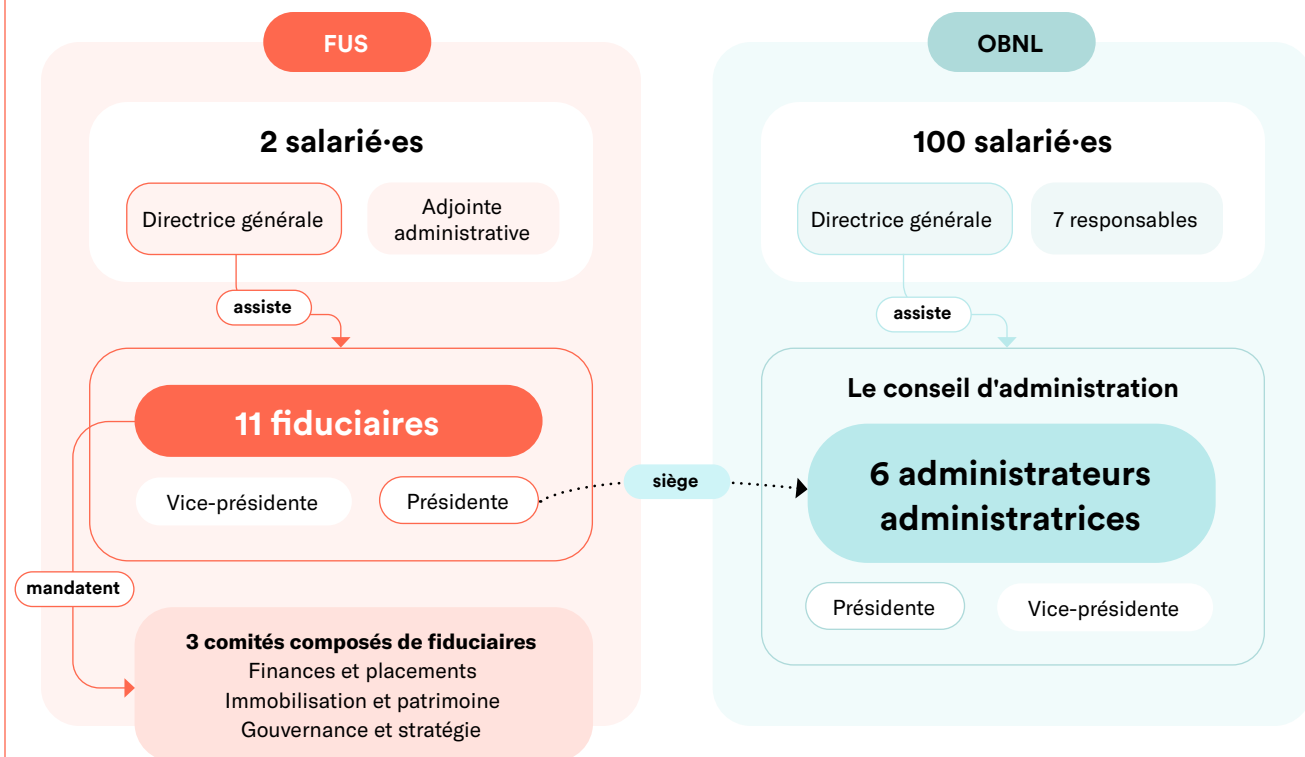 FUS
2 salarié·es
Directrice générale
Adjointe
administrative
assiste
11 fiduciaires
Vice-présidente
Présidente
mandatent
3 comités composés de fiduciaires
Finances et placements
Immobilisation et patrimoine
Gouvernance et stratégie
siège
OBNL
100 salarié·es
Directrice générale
7 responsables
assiste
Le conseil d'administration
6 administrateurs
administratrices
Présidente
Vice-présidente